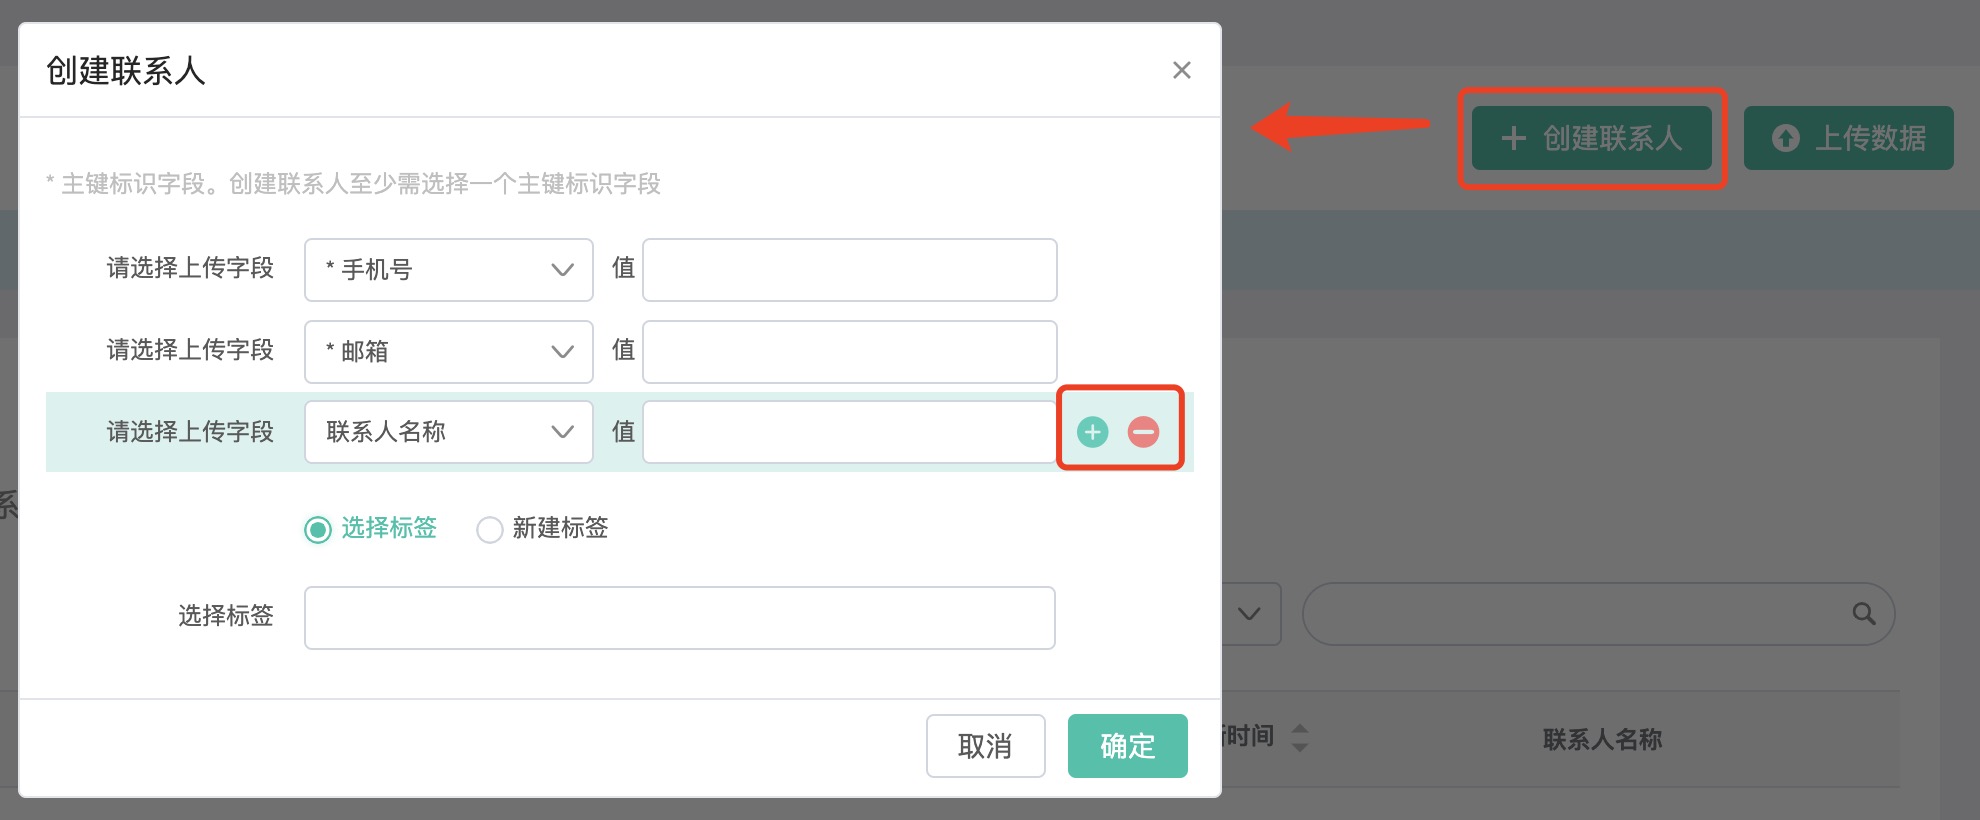 创建联系人
+ 创建联系人
上传数据
* 主键标识字段。创建联系人至少需选择一个主键标识字段
请选择上传字段 * 手机号 值
请选择上传字段 * 邮箱 值
请选择上传字段 联系人名称 值
系
选择标签 新建标签
选择标签
时间
联系人名称
取消 确定